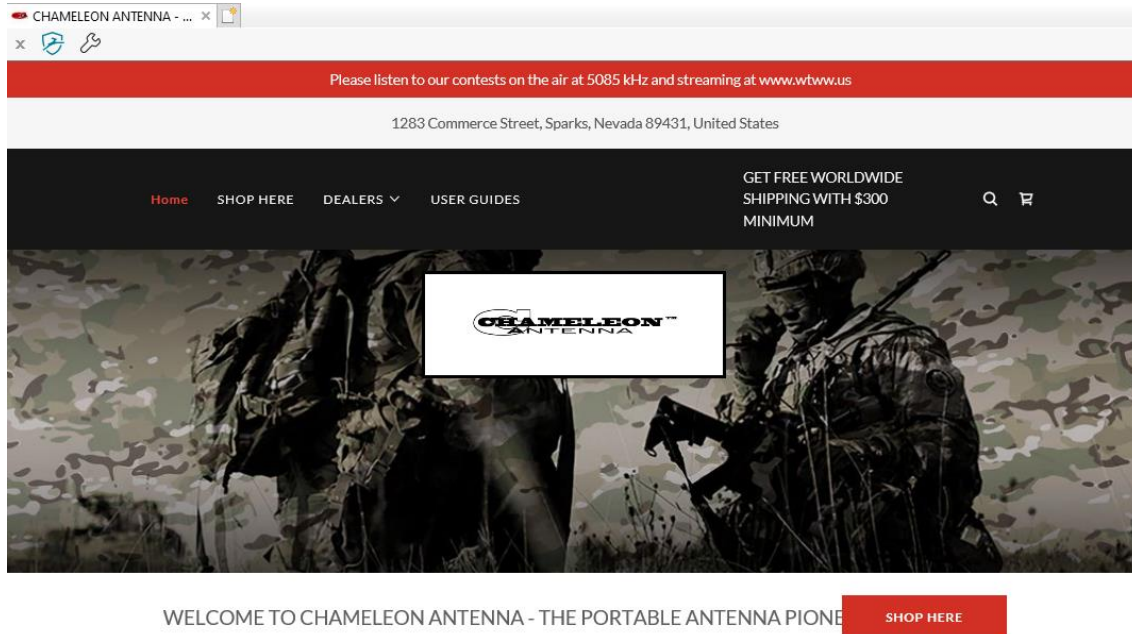 CHAMELEON ANTENNA - ...
Please listen to our contests on the air at 5085 kHz and streaming at www.wtww.us
1283 Commerce Street, Sparks, Nevada 89431, United States
Home SHOP HERE DEALERS USER GUIDES
GET FREE WORLDWIDE
SHIPPING WITH $300
MINIMUM
CHAMELEON™
ANTENNA
WELCOME TO CHAMELEON ANTENNA - THE PORTABLE ANTENNA PIONE
SHOP HERE